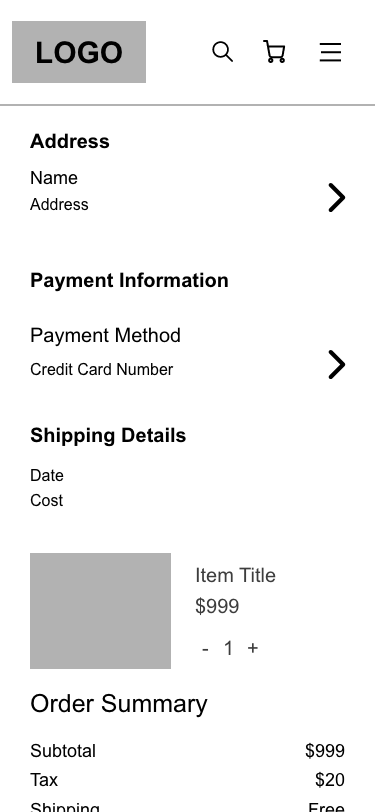 LOGO
Address
Name
Address
Payment Information
Payment Method
Credit Card Number
Shipping Details
Date
Cost
Item Title
$999
- 1 +
Order Summary
Subtotal $999
Tax $20
Shipping Free